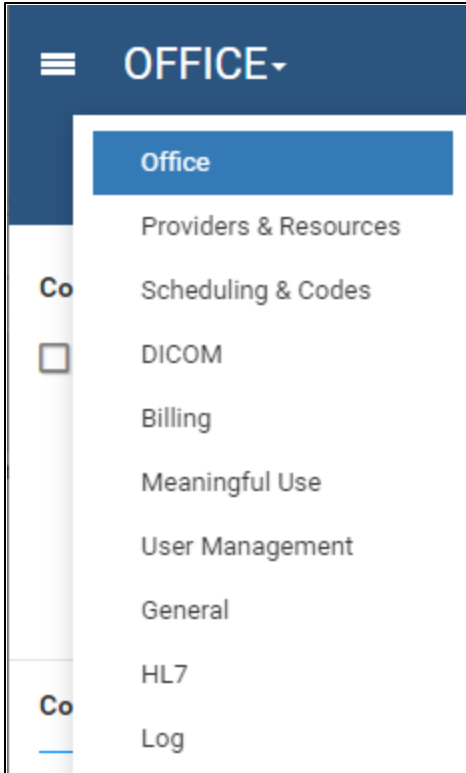 OFFICE
Office
Providers & Resources
Co
Scheduling & Codes
DICOM
Billing
Meaningful Use
User Management
General
HL7
Co
Log